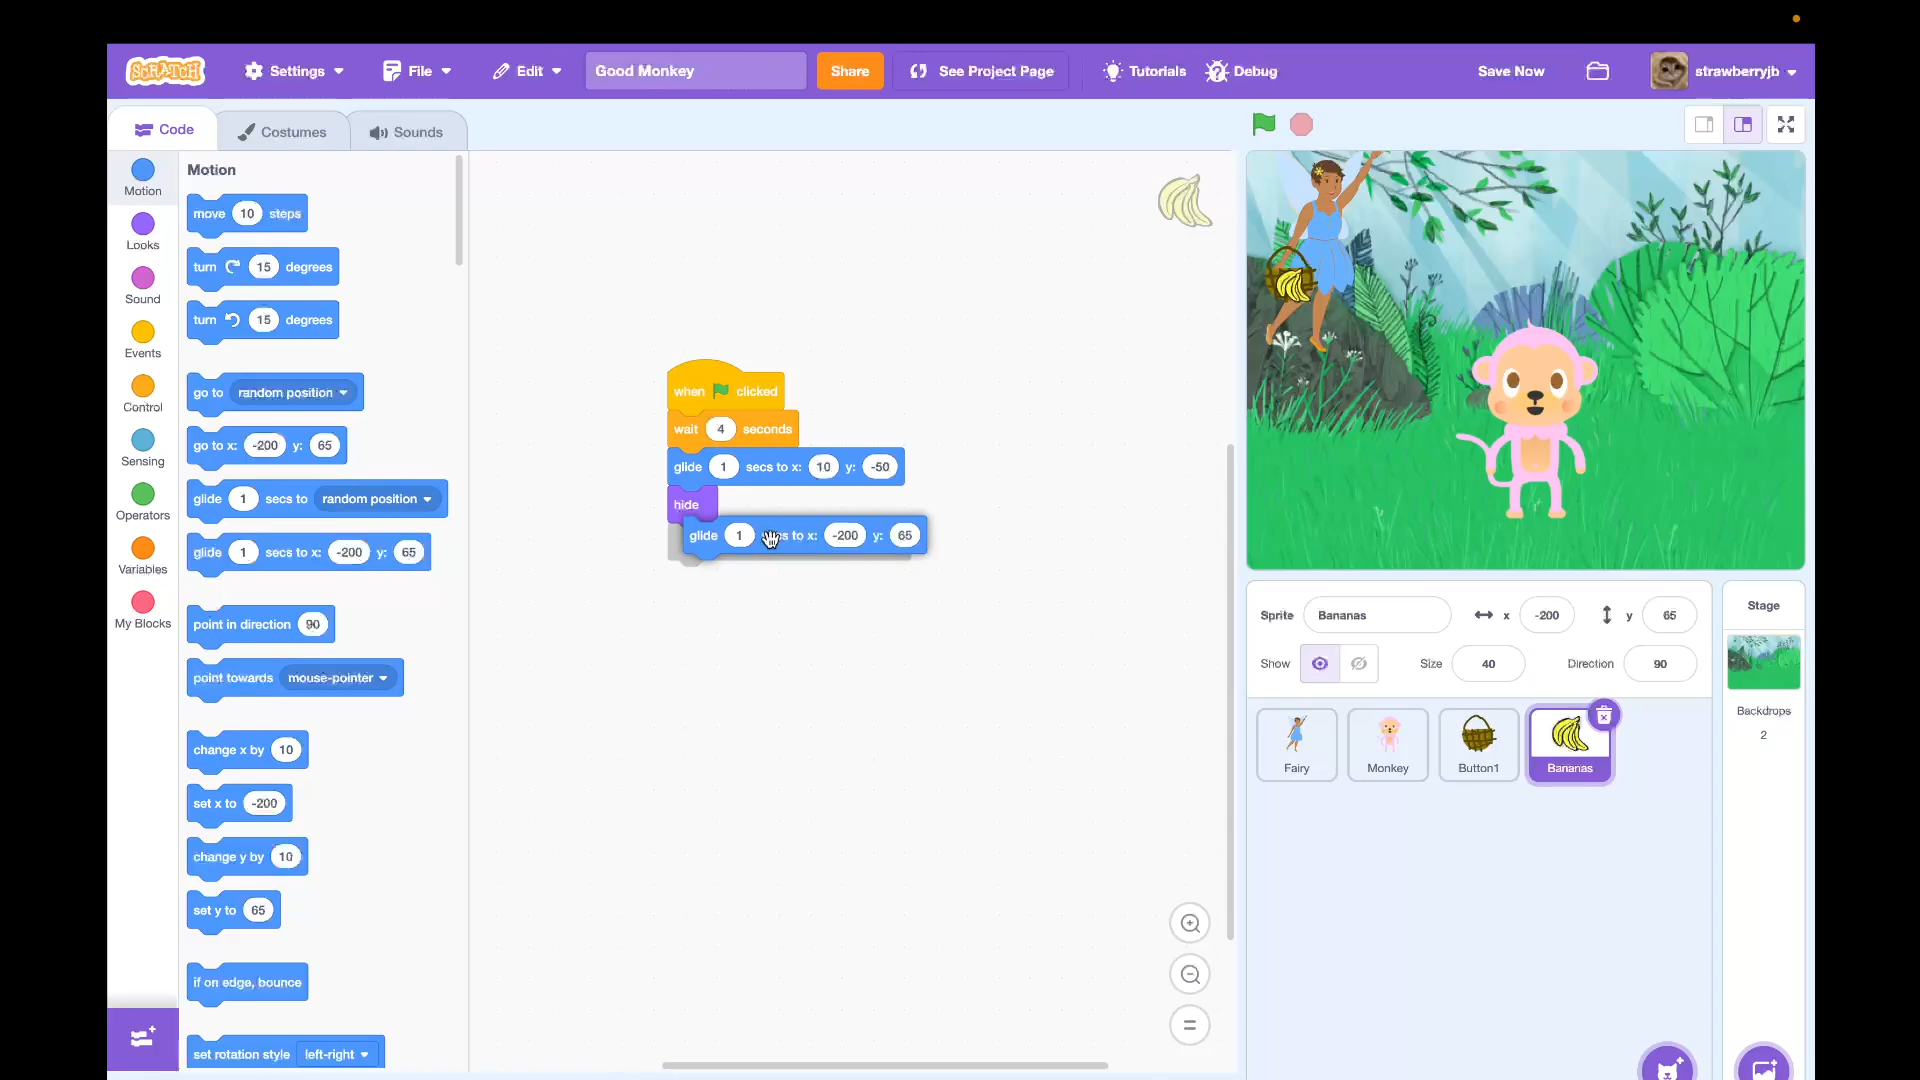 SCRATCH Settings File Edit Good Monkey Share See Project Page Tutorials Debug Save Now strawberryjb
Code Costumes Sounds
Motion
Looks
Sound
Events
Control
Sensing
Operators
Variables
My Blocks
Motion
move 10 steps
turn 15 degrees
turn 15 degrees
go to random position
go to x: -200 y: 65
glide 1 secs to random position
glide 1 secs to x: -200 y: 65
point in direction 90
point towards mouse-pointer
change x by 10
set x to -200
change y by 10
set y to 65
if on edge, bounce
set rotation style left-right
when clicked
wait 4 seconds
glide 1 secs to x: 10 y: -50
hide
glide 1 s to x: -200 y: 65
Sprite Bananas x -200 y 65
Show Size 40 Direction 90
Fairy Monkey Button1 Bananas
Stage
Backdrops
2